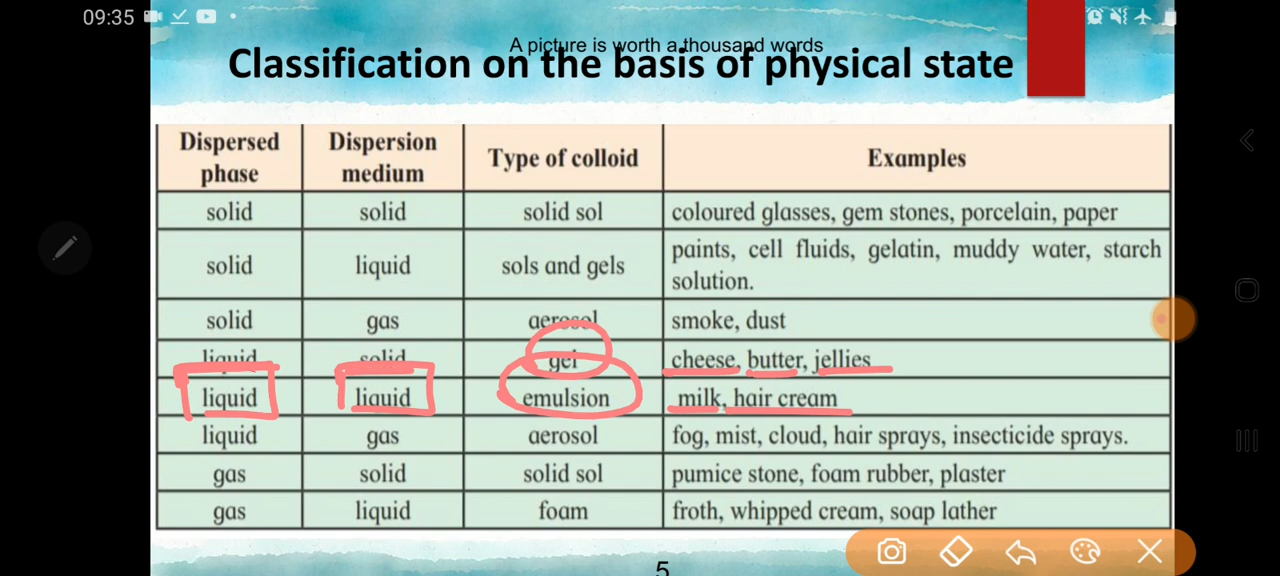 09:35
A picture is worth a thousand words
Classification on the basis of physical state
Dispersed phase Dispersion medium Type of colloid Examples
solid solid solid sol coloured glasses, gem stones, porcelain, paper
solid liquid sols and gels paints, cell fluids, gelatin, muddy water, starch
solution.
solid gas aerosol smoke, dust
liquid solid gel cheese, butter, jellies
liquid liquid emulsion milk, hair cream
liquid gas aerosol fog, mist, cloud, hair sprays, insecticide sprays.
gas solid solid sol pumice stone, foam rubber, plaster
gas liquid foam froth, whipped cream, soap lather
5